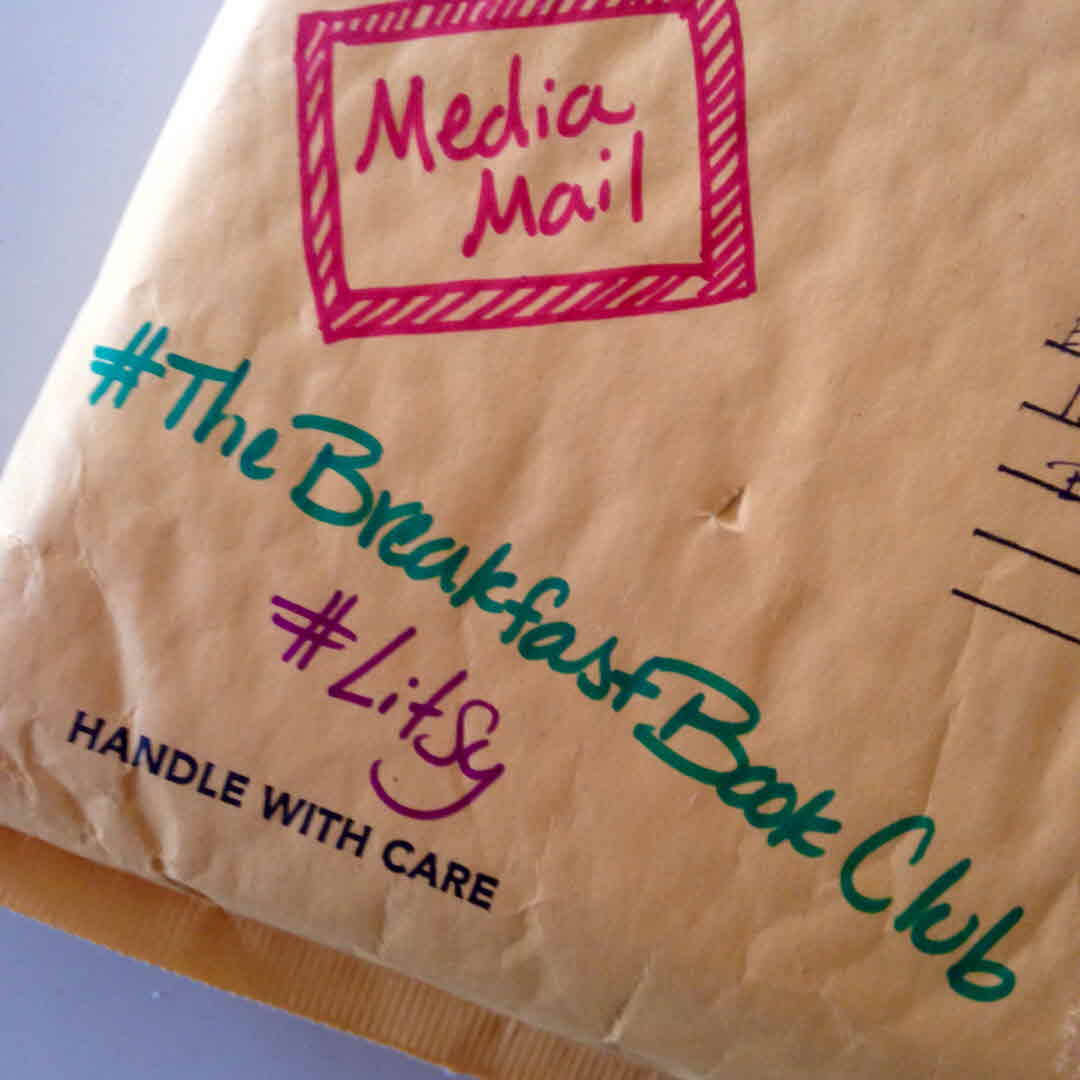 Media
Mail
#TheBreakfastBookClub
#Litsy
HANDLE WITH CARE